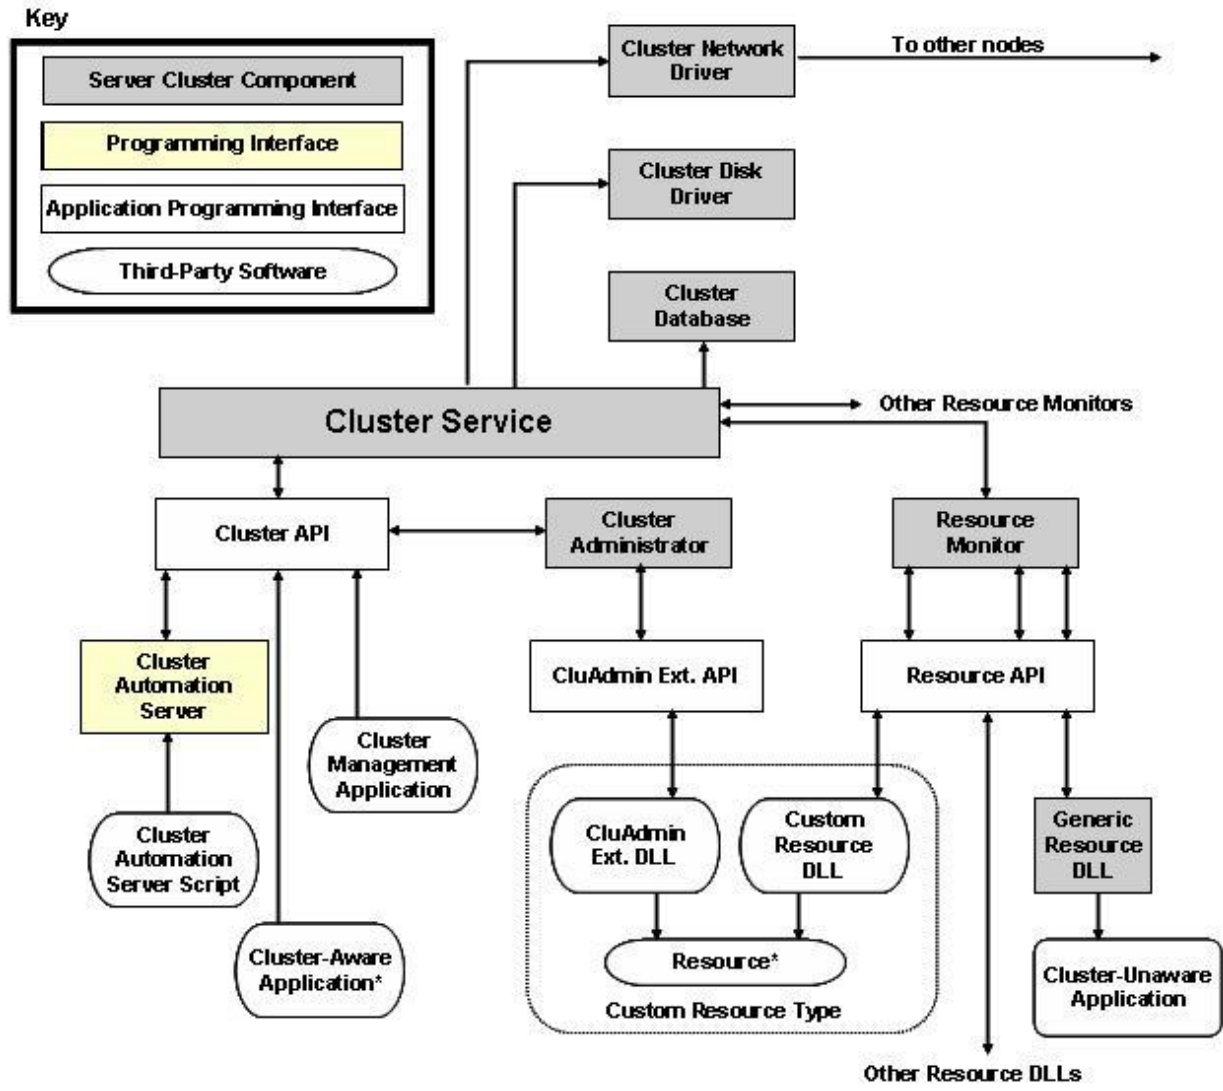 Key
Server Cluster Component
Programming Interface
Application Programming Interface
Third-Party Software
Cluster Network
Driver
To other nodes
Cluster Disk
Driver
Cluster
Database
Cluster Service
Other Resource Monitors
Cluster API
Cluster
Administrator
Resource
Monitor
Cluster
Automation
Server
CluAdmin Ext. API
Resource API
Cluster
Management
Application
Cluster
Automation
Server Script
CluAdmin
Ext. DLL
Custom
Resource
DLL
Generic
Resource
DLL
Cluster-Aware
Application*
Resource*
Custom Resource Type
Cluster-Unaware
Application
Other Resource DLLs